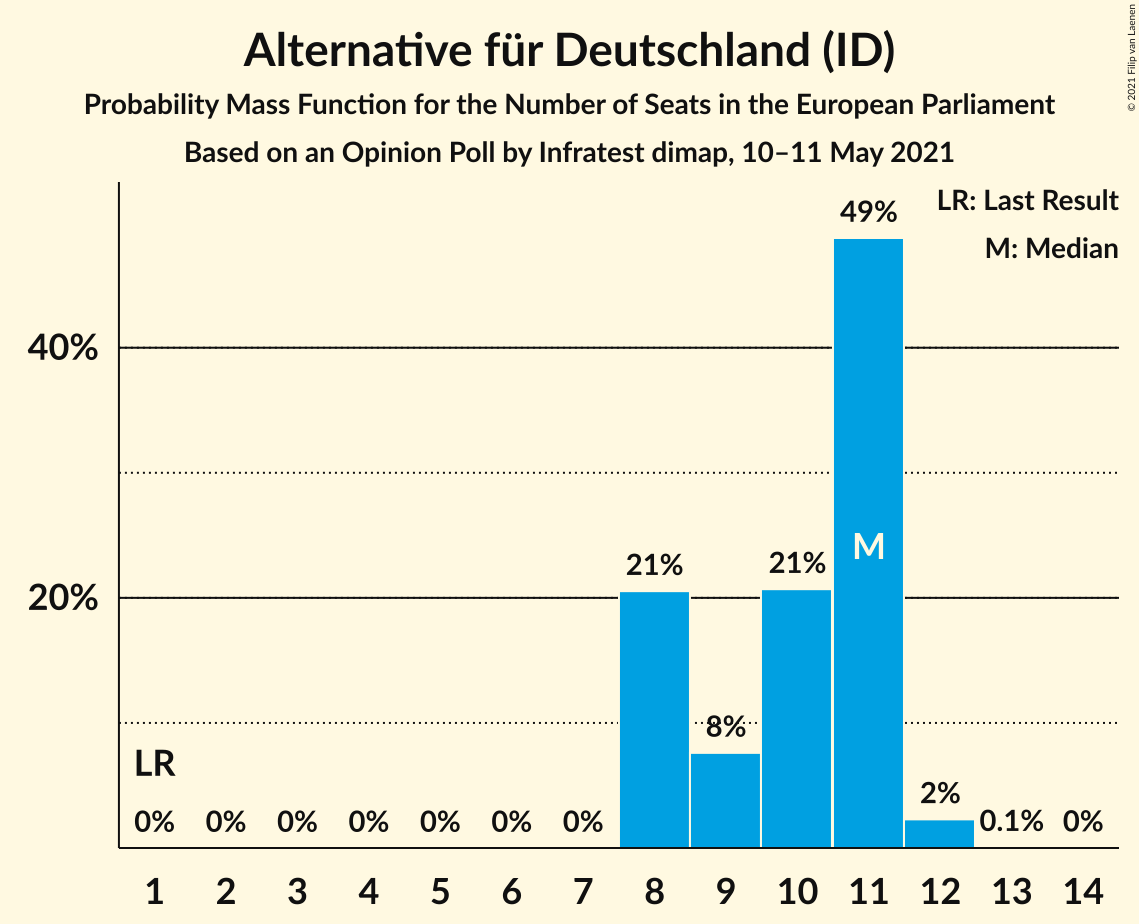 Alternative für Deutschland (ID)
Probability Mass Function for the Number of Seats in the European Parliament
Based on an Opinion Poll by Infratest dimap, 10–11 May 2021
© 2021 Filip van Laenen
LR: Last Result
M: Median
49%
40%
M
21%
21%
20%
8%
LR
2%
0%
0%
0%
0%
0%
0%
0%
0.1%
0%
1 2 3 4 5 6 7 8 9 10 11 12 13 14